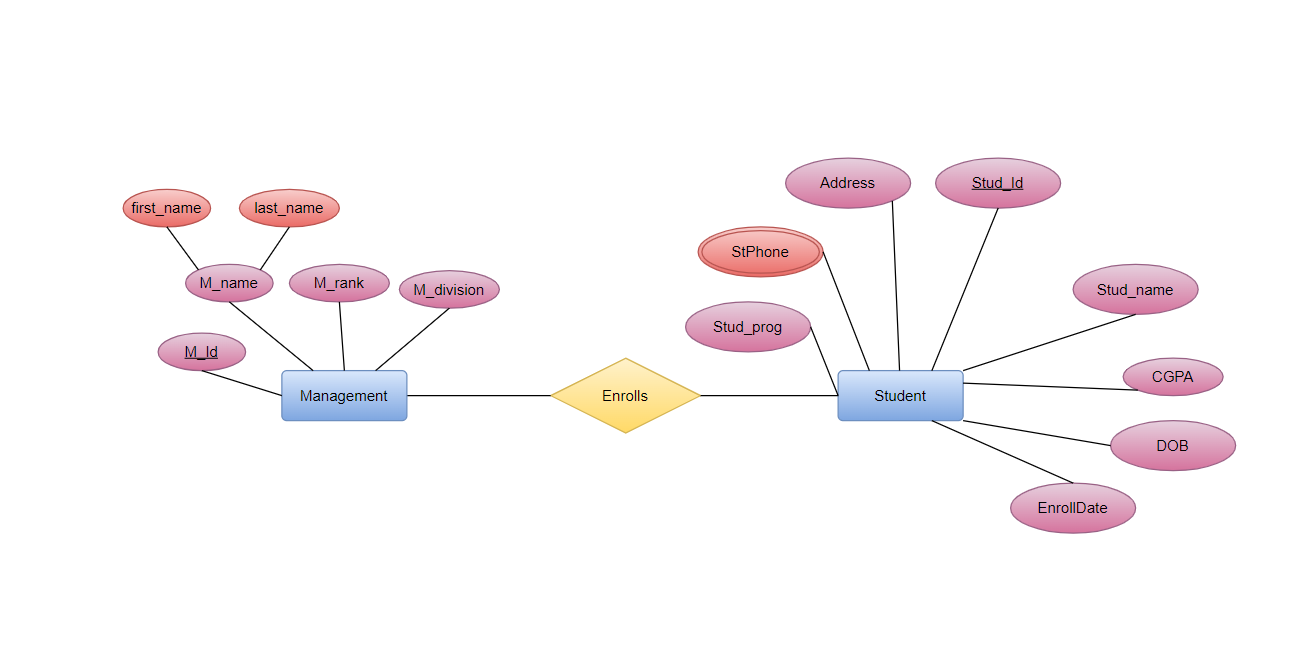 Address
Stud_Id
first_name
last_name
StPhone
M_name
M_rank
M_division
Stud_name
Stud_prog
M_Id
CGPA
Management
Enrolls
Student
DOB
EnrollDate